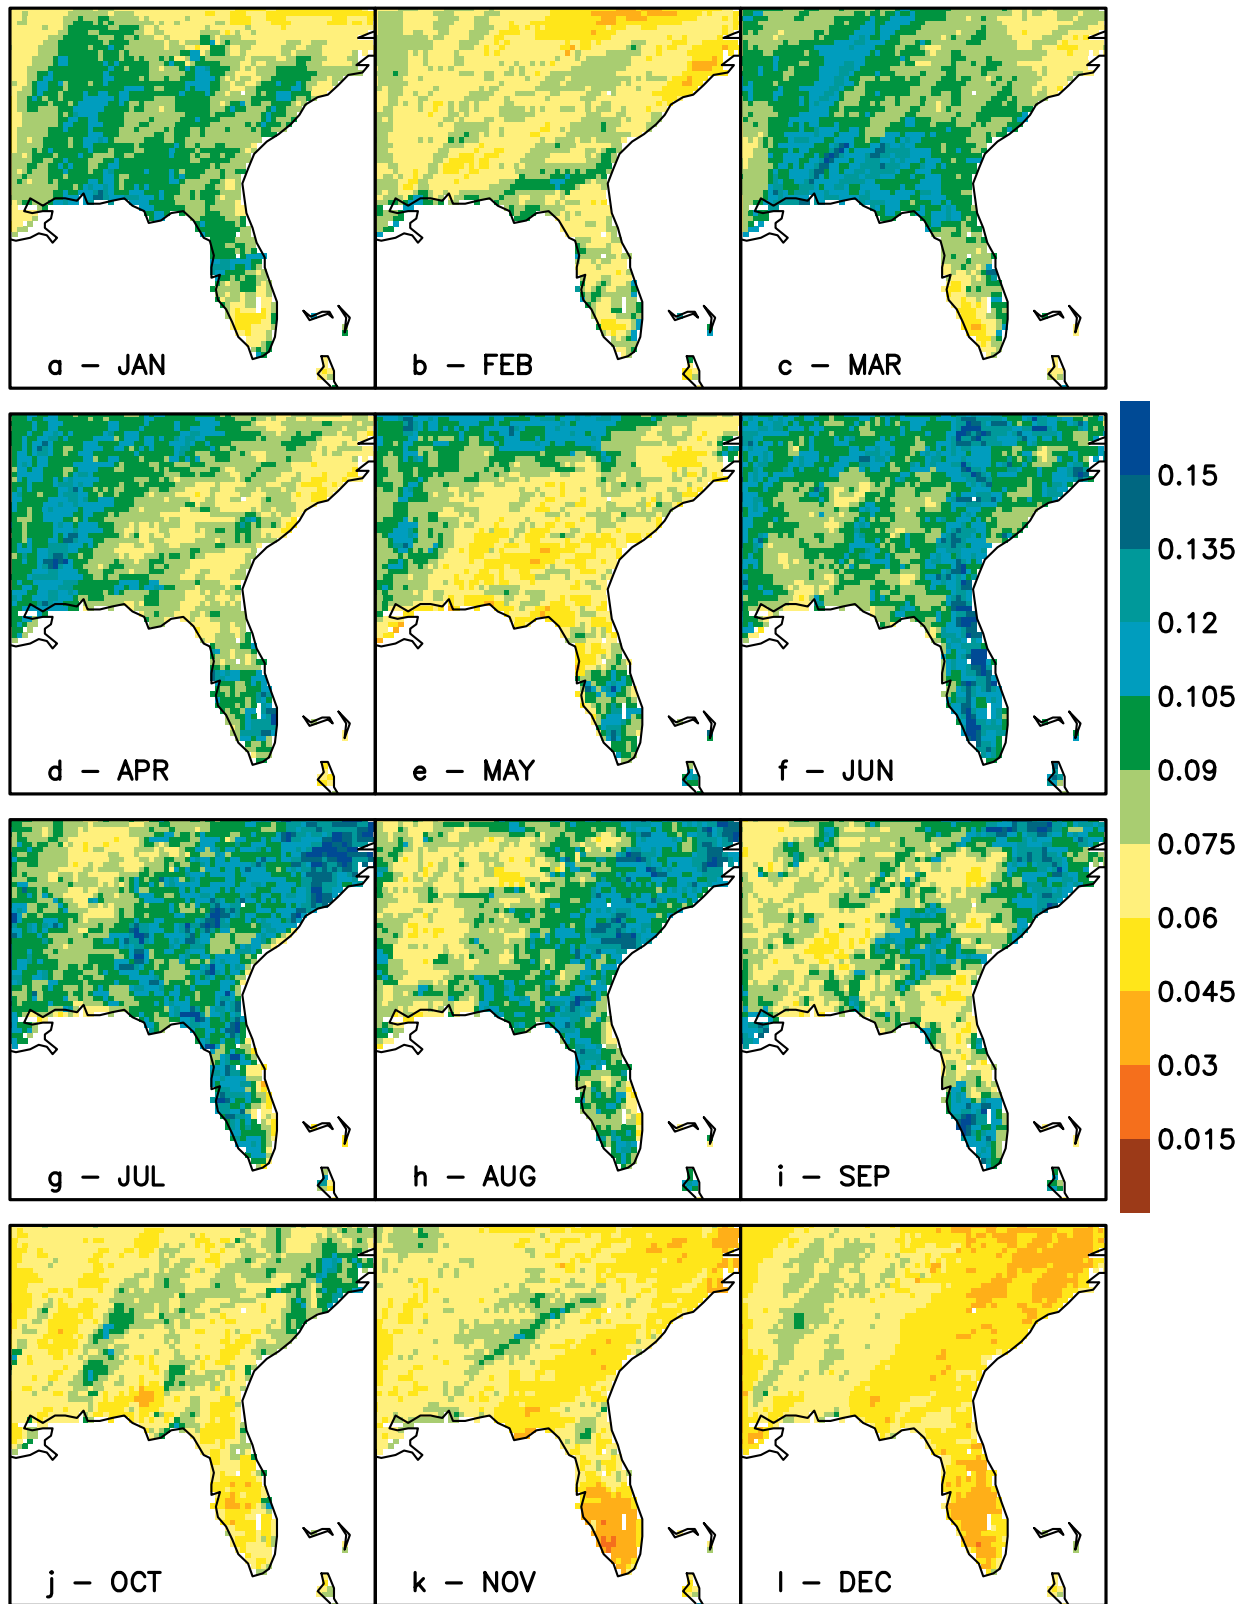 a – JAN
b – FEB
c – MAR
d – APR
e – MAY
f – JUN
g – JUL
h – AUG
i – SEP
j – OCT
k – NOV
l – DEC
0.15
0.135
0.12
0.105
0.09
0.075
0.06
0.045
0.03
0.015